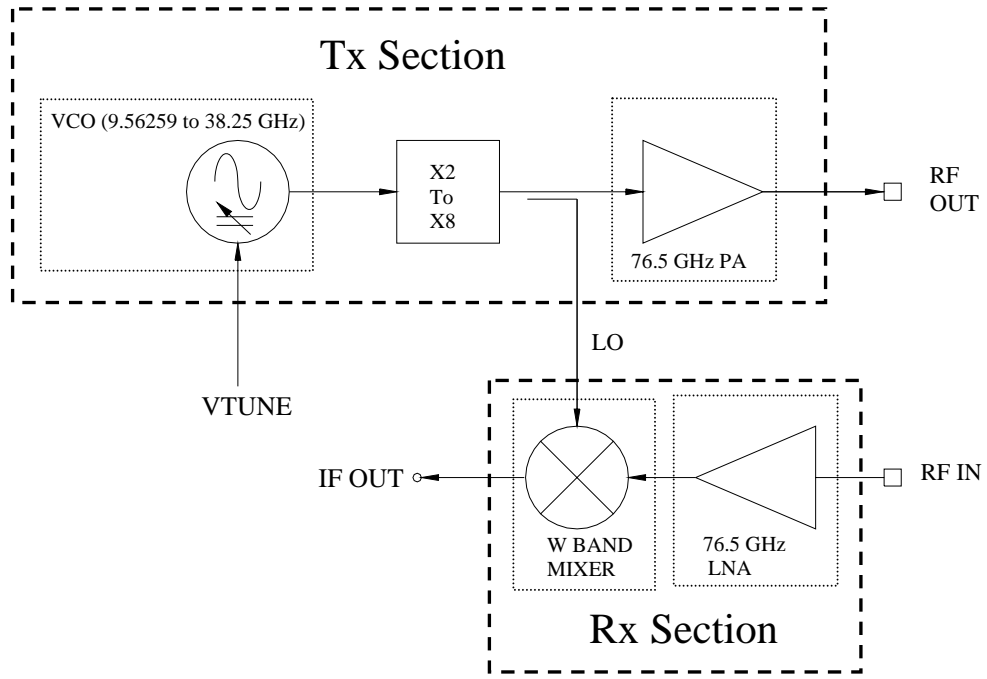 Tx Section
VCO (9.56259 to 38.25 GHz)
X2
To
X8
76.5 GHz PA
RF
OUT
LO
VTUNE
IF OUT
RF IN
W BAND
MIXER
76.5 GHz
LNA
Rx Section